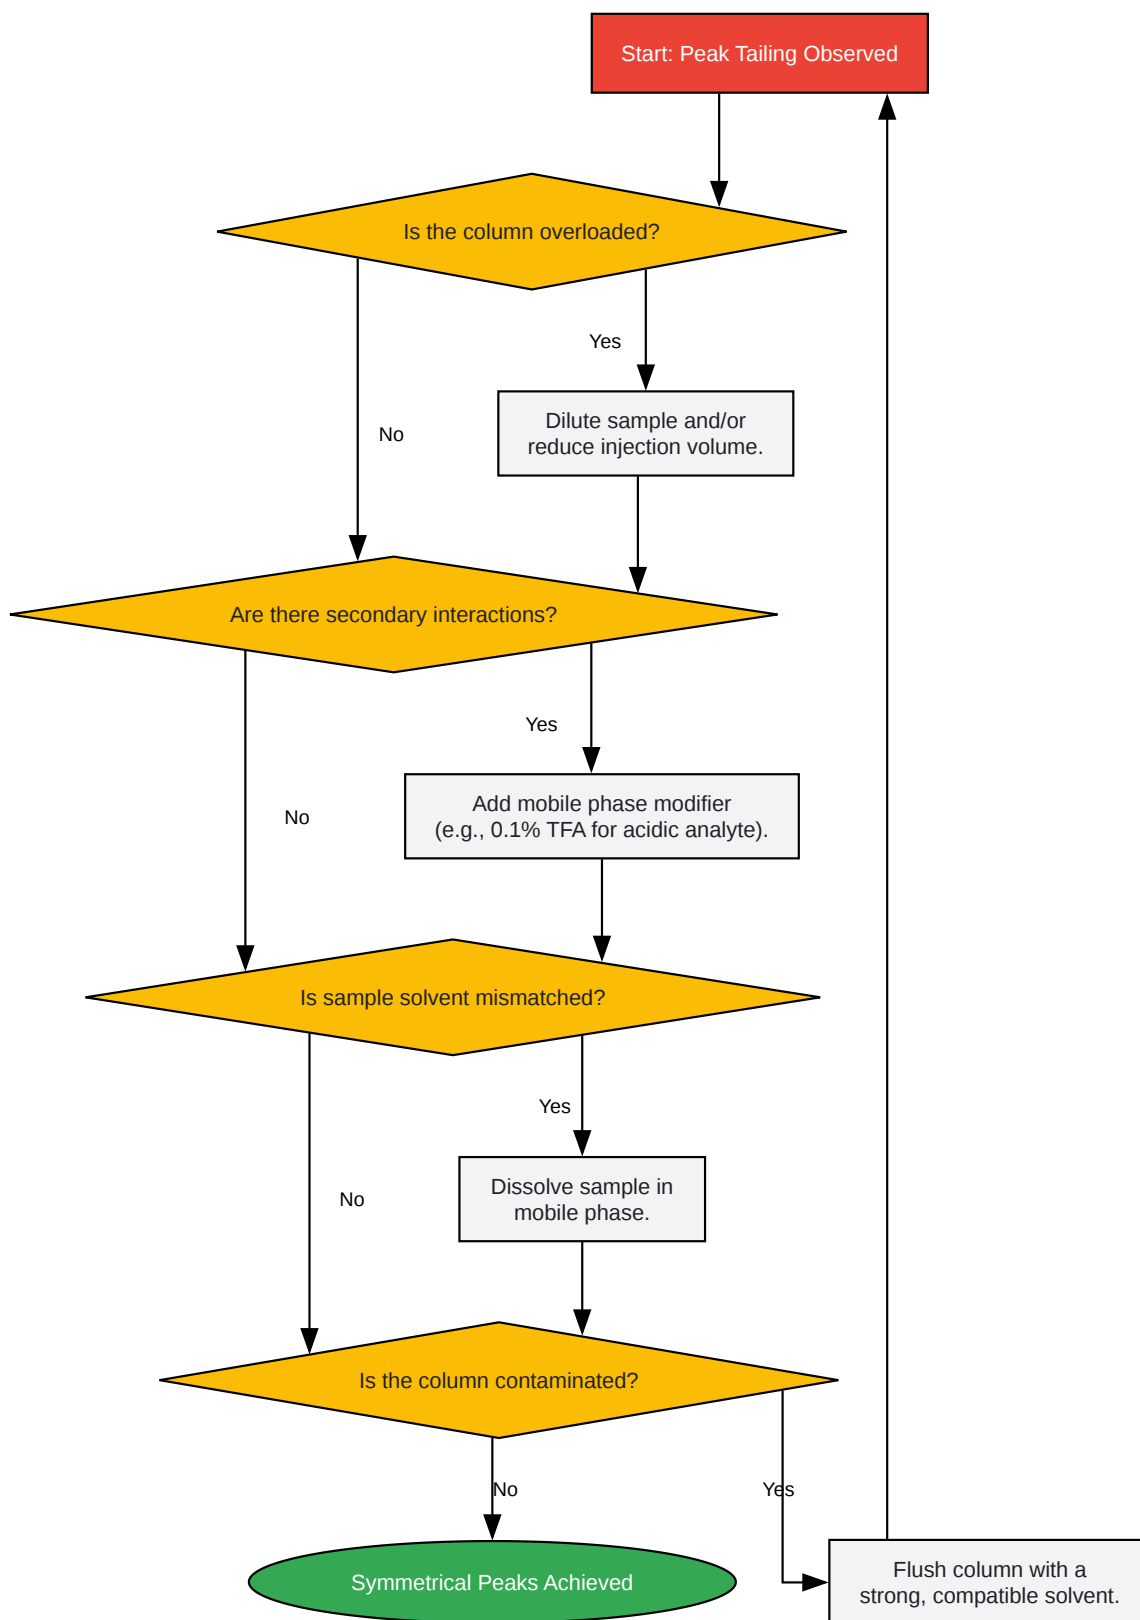 Start: Peak Tailing Observed
Is the column overloaded?
Yes
Dilute sample and/or
reduce injection volume.
No
Are there secondary interactions?
Yes
Add mobile phase modifier
(e.g., 0.1% TFA for acidic analyte).
No
Is sample solvent mismatched?
Yes
Dissolve sample in
mobile phase.
No
Is the column contaminated?
No
Yes
Symmetrical Peaks Achieved
Flush column with a
strong, compatible solvent.